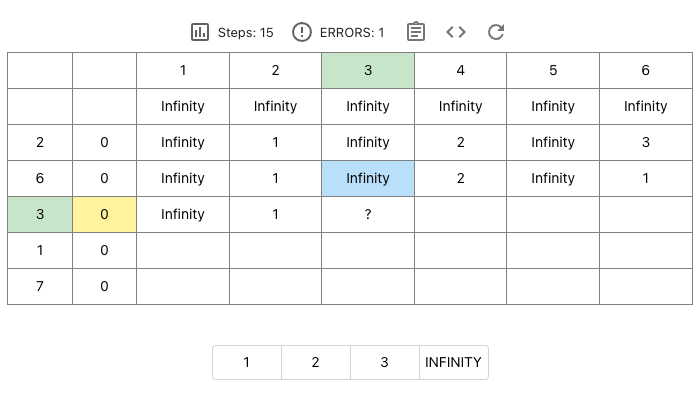 Steps: 15 ERRORS: 1
1 2 3 4 5 6
Infinity Infinity Infinity Infinity Infinity Infinity
2 0 Infinity 1 Infinity 2 Infinity 3
6 0 Infinity 1 Infinity 2 Infinity 1
3 0 Infinity 1 ?
1 0
7 0
1 2 3 INFINITY